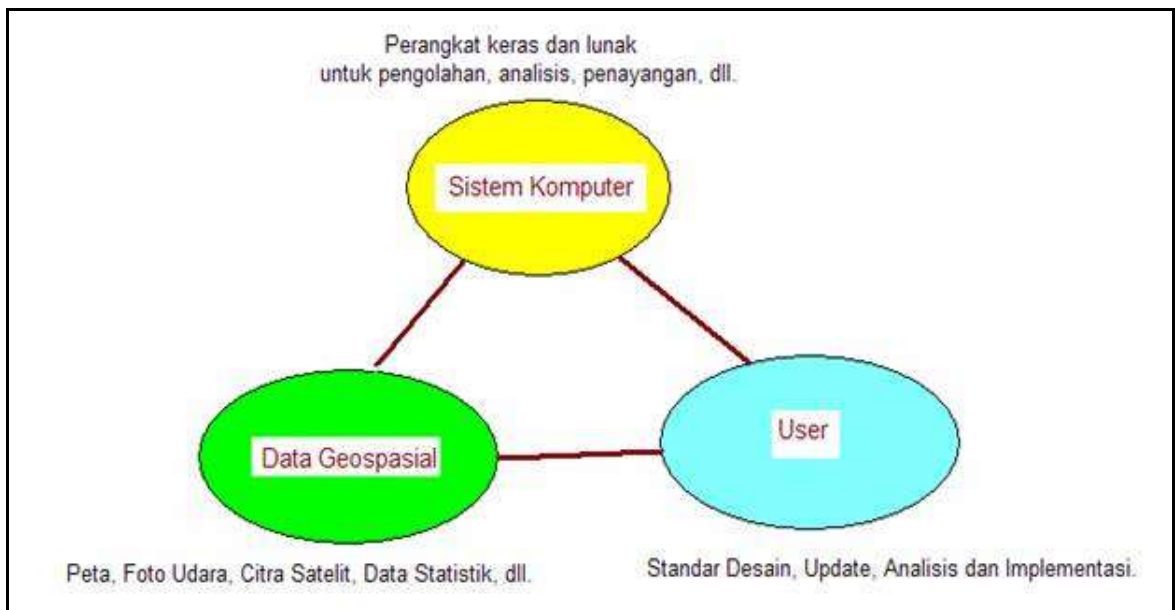 Perangkat keras dan lunak
untuk pengolahan, analisis, penayangan, dll.
Sistem Komputer
Data Geospasial
User
Peta, Foto Udara, Citra Satelit, Data Statistik, dll.
Standar Desain, Update, Analisis dan Implementasi.